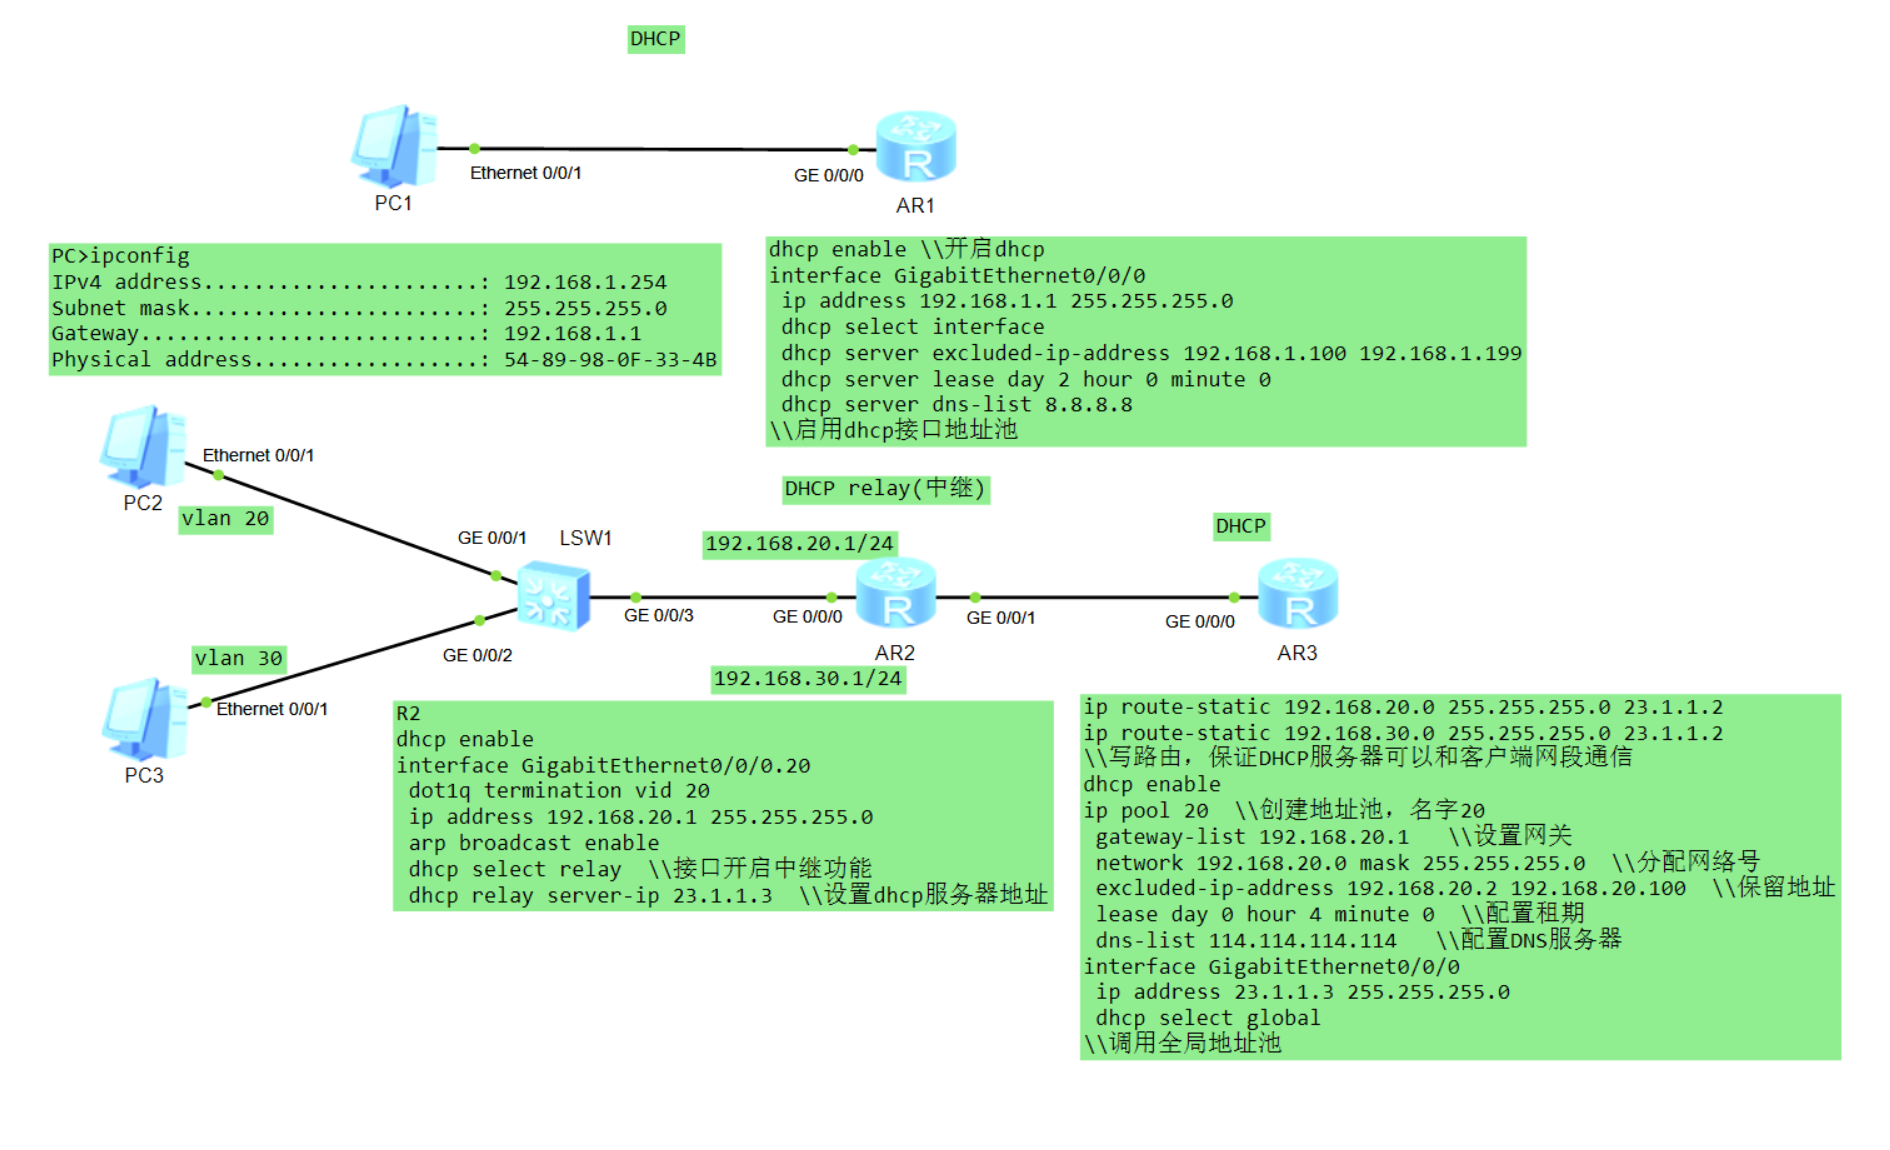 DHCP
Ethernet 0/0/1
GE 0/0/0
PC1
AR1
PC>ipconfig
IPv4 address......................: 192.168.1.254
Subnet mask.......................: 255.255.255.0
Gateway...........................: 192.168.1.1
Physical address..................: 54-89-98-0F-33-4B
dhcp enable \\开启dhcp
interface GigabitEthernet0/0/0
ip address 192.168.1.1 255.255.255.0
dhcp select interface
dhcp server excluded-ip-address 192.168.1.100 192.168.1.199
dhcp server lease day 2 hour 0 minute 0
dhcp server dns-list 8.8.8.8
\\启用dhcp接口地址池
Ethernet 0/0/1
PC2
vlan 20
GE 0/0/1
LSW1
DHCP relay(中继)
192.168.20.1/24
DHCP
GE 0/0/3
GE 0/0/0
GE 0/0/1
GE 0/0/0
AR2
AR3
GE 0/0/2
vlan 30
192.168.30.1/24
Ethernet 0/0/1
PC3
R2
dhcp enable
interface GigabitEthernet0/0/0.20
dot1q termination vid 20
ip address 192.168.20.1 255.255.255.0
arp broadcast enable
dhcp select relay  \\接口开启中继功能
dhcp relay server-ip 23.1.1.3  \\设置dhcp服务器地址
ip route-static 192.168.20.0 255.255.255.0 23.1.1.2
ip route-static 192.168.30.0 255.255.255.0 23.1.1.2
\\写路由，保证DHCP服务器可以和客户端网段通信
dhcp enable
ip pool 20  \\创建地址池，名字20
gateway-list 192.168.20.1   \\设置网关
network 192.168.20.0 mask 255.255.255.0  \\分配网络号
excluded-ip-address 192.168.20.2 192.168.20.100  \\保留地址
lease day 0 hour 4 minute 0  \\配置租期
dns-list 114.114.114.114   \\配置DNS服务器
interface GigabitEthernet0/0/0
ip address 23.1.1.3 255.255.255.0
dhcp select global
\\调用全局地址池